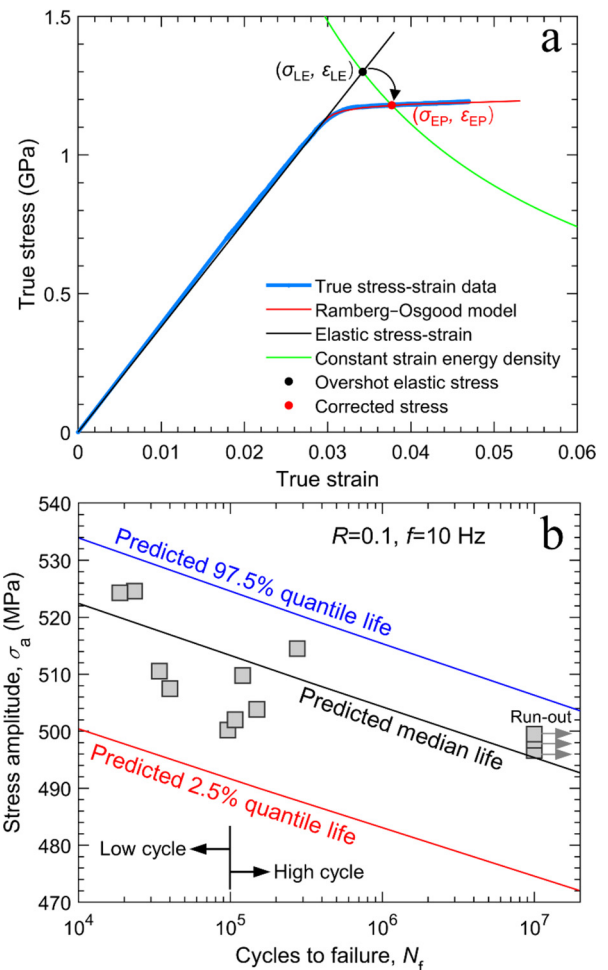 1.5
a
(σLE, εLE)
(σEP, εEP)
1
True stress (GPa)
0.5
True stress-strain data
Ramberg–Osgood model
Elastic stress-strain
Constant strain energy density
Overshot elastic stress
Corrected stress
0
0 0.01 0.02 0.03 0.04 0.05 0.06
True strain
540
R=0.1, f=10 Hz
b
Predicted 97.5% quantile life
530
520
510
Stress amplitude, σa (MPa)
Run-out
500
Predicted median life
490
Predicted 2.5% quantile life
480
Low cycle
High cycle
470
10^4 10^5 10^6 10^7
Cycles to failure, Nf